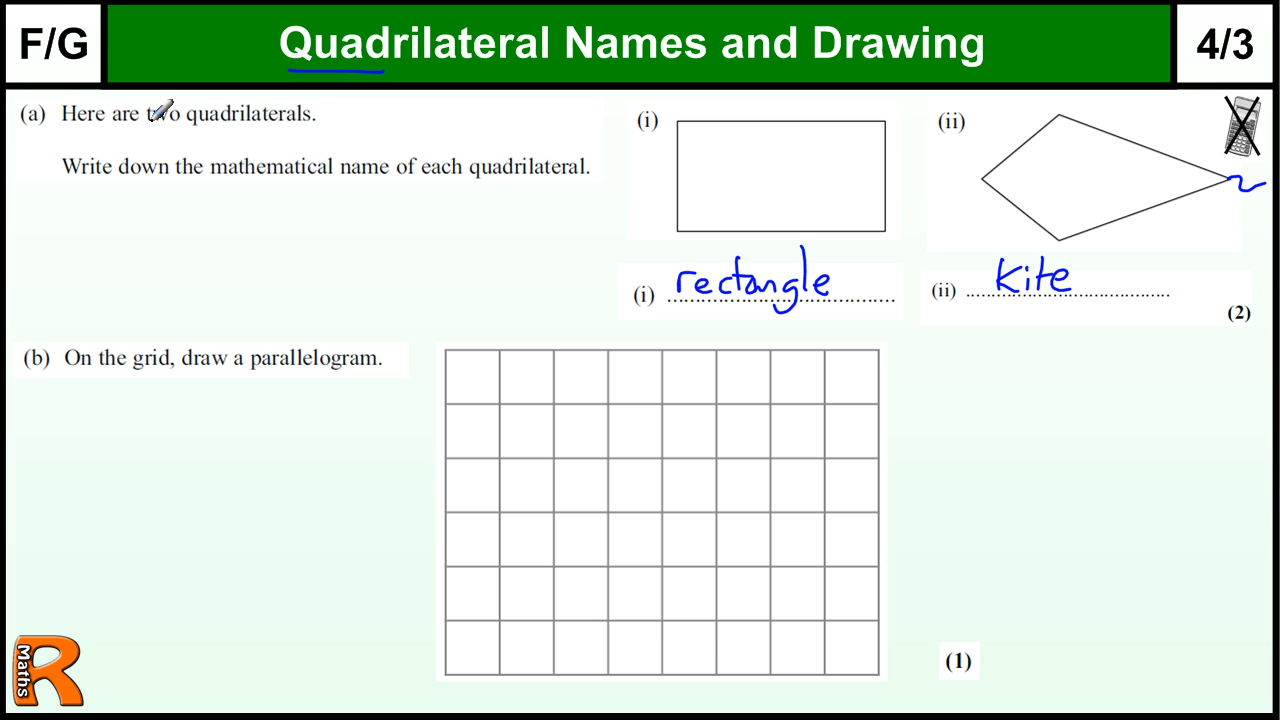 F/G
Quadrilateral Names and Drawing
4/3
(a) Here are two quadrilaterals.
Write down the mathematical name of each quadrilateral.
(i)
(ii)
(i) rectangle
(ii) kite
(2)
(b) On the grid, draw a parallelogram.
(1)
R
Maths